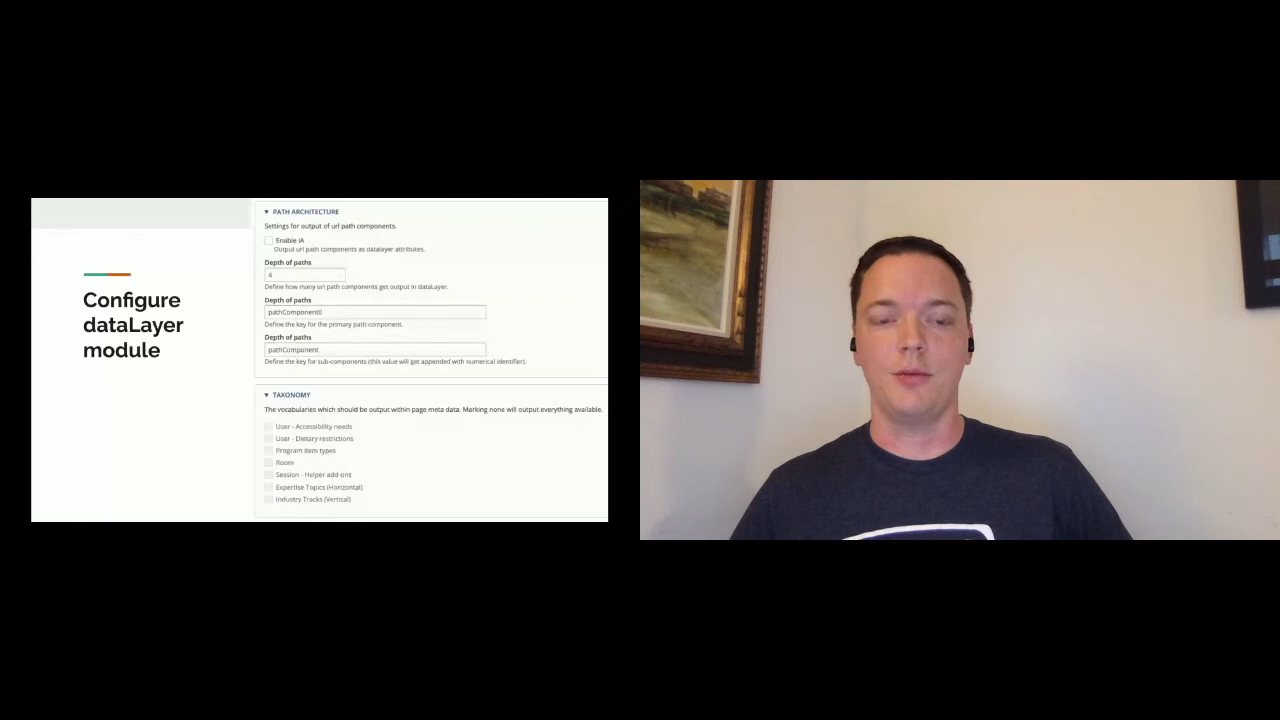 Configure
dataLayer
module
PATH ARCHITECTURE
Settings for output of url path components.
Enable IA
Output url path components as datalayer attributes.
Depth of paths
4
Define how many url path components get output in dataLayer.
Depth of paths
pathComponent0
Define the key for the primary path component.
Depth of paths
pathComponent
Define the key for sub-components (this value will get appended with numerical identifier).
TAXONOMY
The vocabularies which should be output within page meta data. Marking none will output everything available.
User - Accessibility needs
User - Dietary restrictions
Program item types
Room
Session - Helper add-ons
Expertise Topics (Horizontal)
Industry Tracks (Vertical)